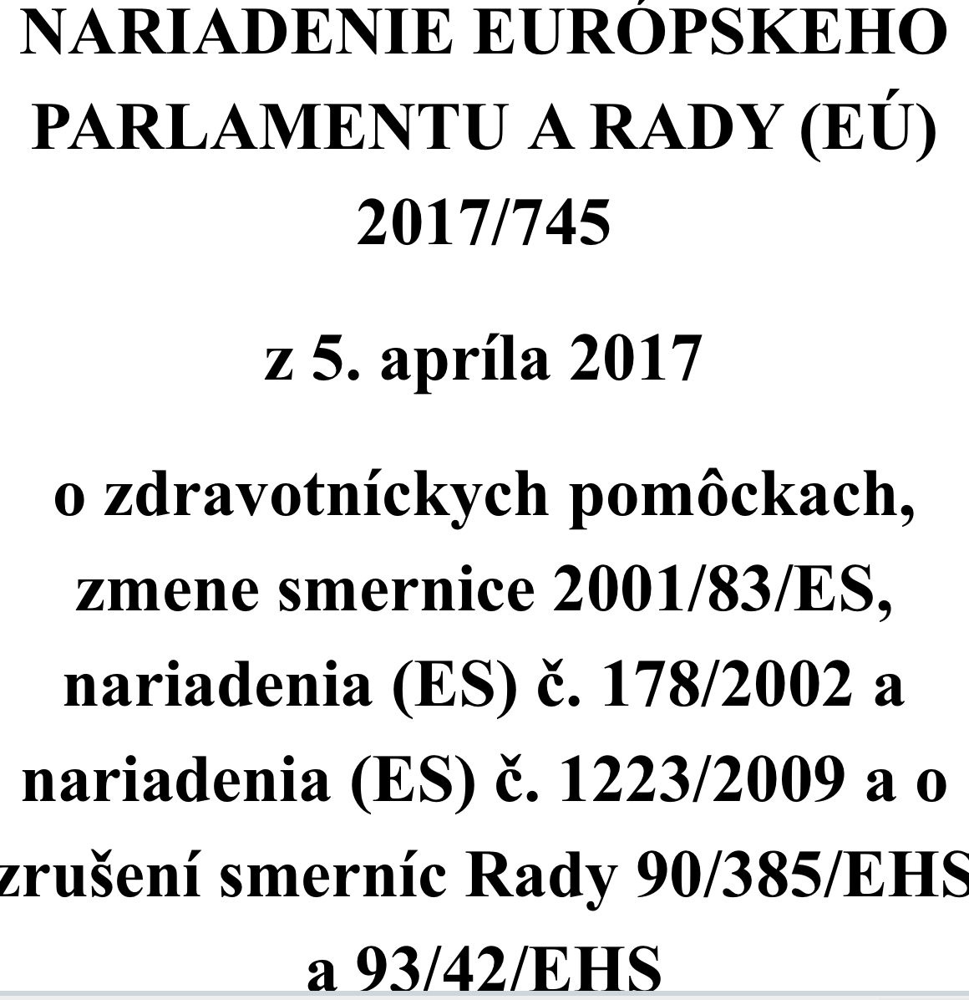 NARIADENIE EURÓPSKEHO
PARLAMENTU A RADY (EÚ)
2017/745
z 5. apríla 2017
o zdravotníckych pomôckach,
zmene smernice 2001/83/ES,
nariadenia (ES) č. 178/2002 a
nariadenia (ES) č. 1223/2009 a o
zrušení smerníc Rady 90/385/EHS
a 93/42/EHS